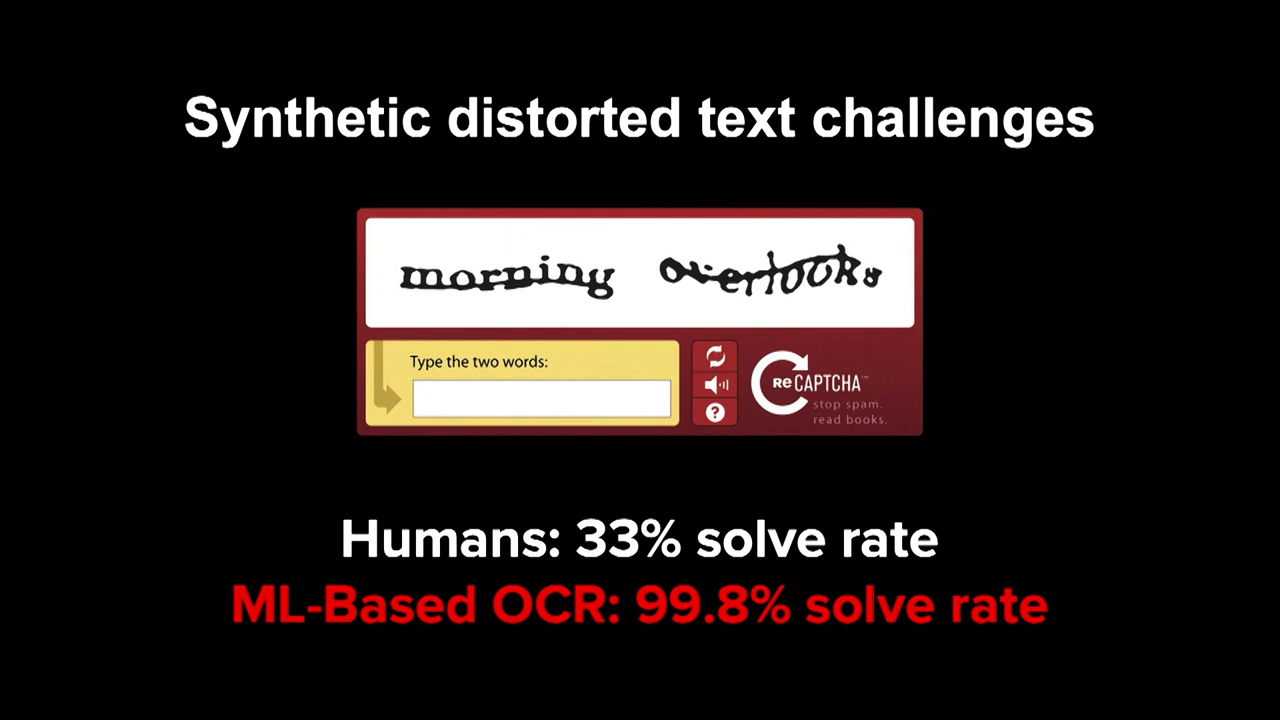 Synthetic distorted text challenges
morning overlooks
Type the two words:
?
ReCAPTCHA™
stop spam.
read books.
Humans: 33% solve rate
ML-Based OCR: 99.8% solve rate